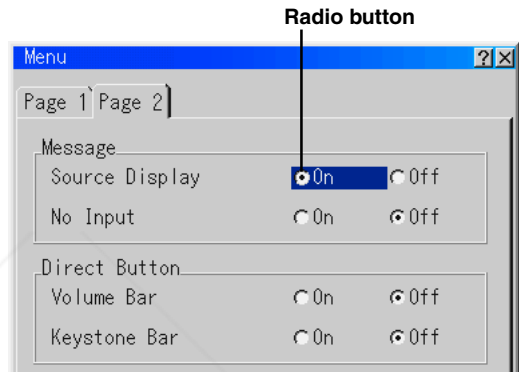 Radio button
Menu
Page 1 Page 2
Message
Source Display On Off
No Input On Off
Direct Button
Volume Bar On Off
Keystone Bar On Off